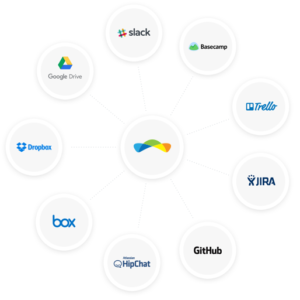 slack
Basecamp
Google Drive
Trello
Dropbox
JIRA
box
GitHub
HipChat